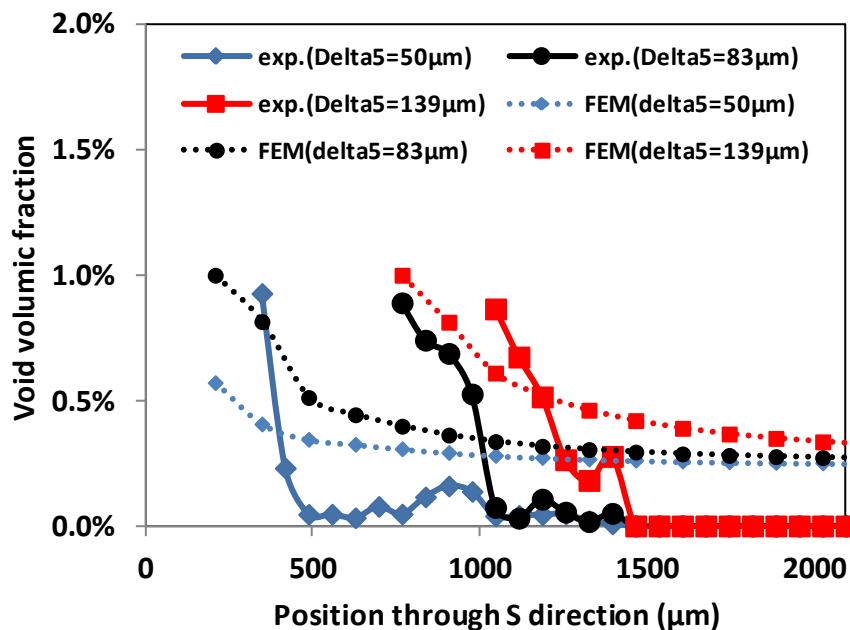 2.0%
exp.(Delta5=50μm)
exp.(Delta5=83μm)
exp.(Delta5=139μm)
FEM(delta5=50μm)
FEM(delta5=83μm)
FEM(delta5=139μm)
1.5%
1.0%
0.5%
0.0%
Void volumic fraction
0
500
1000
1500
2000
Position through S direction (μm)